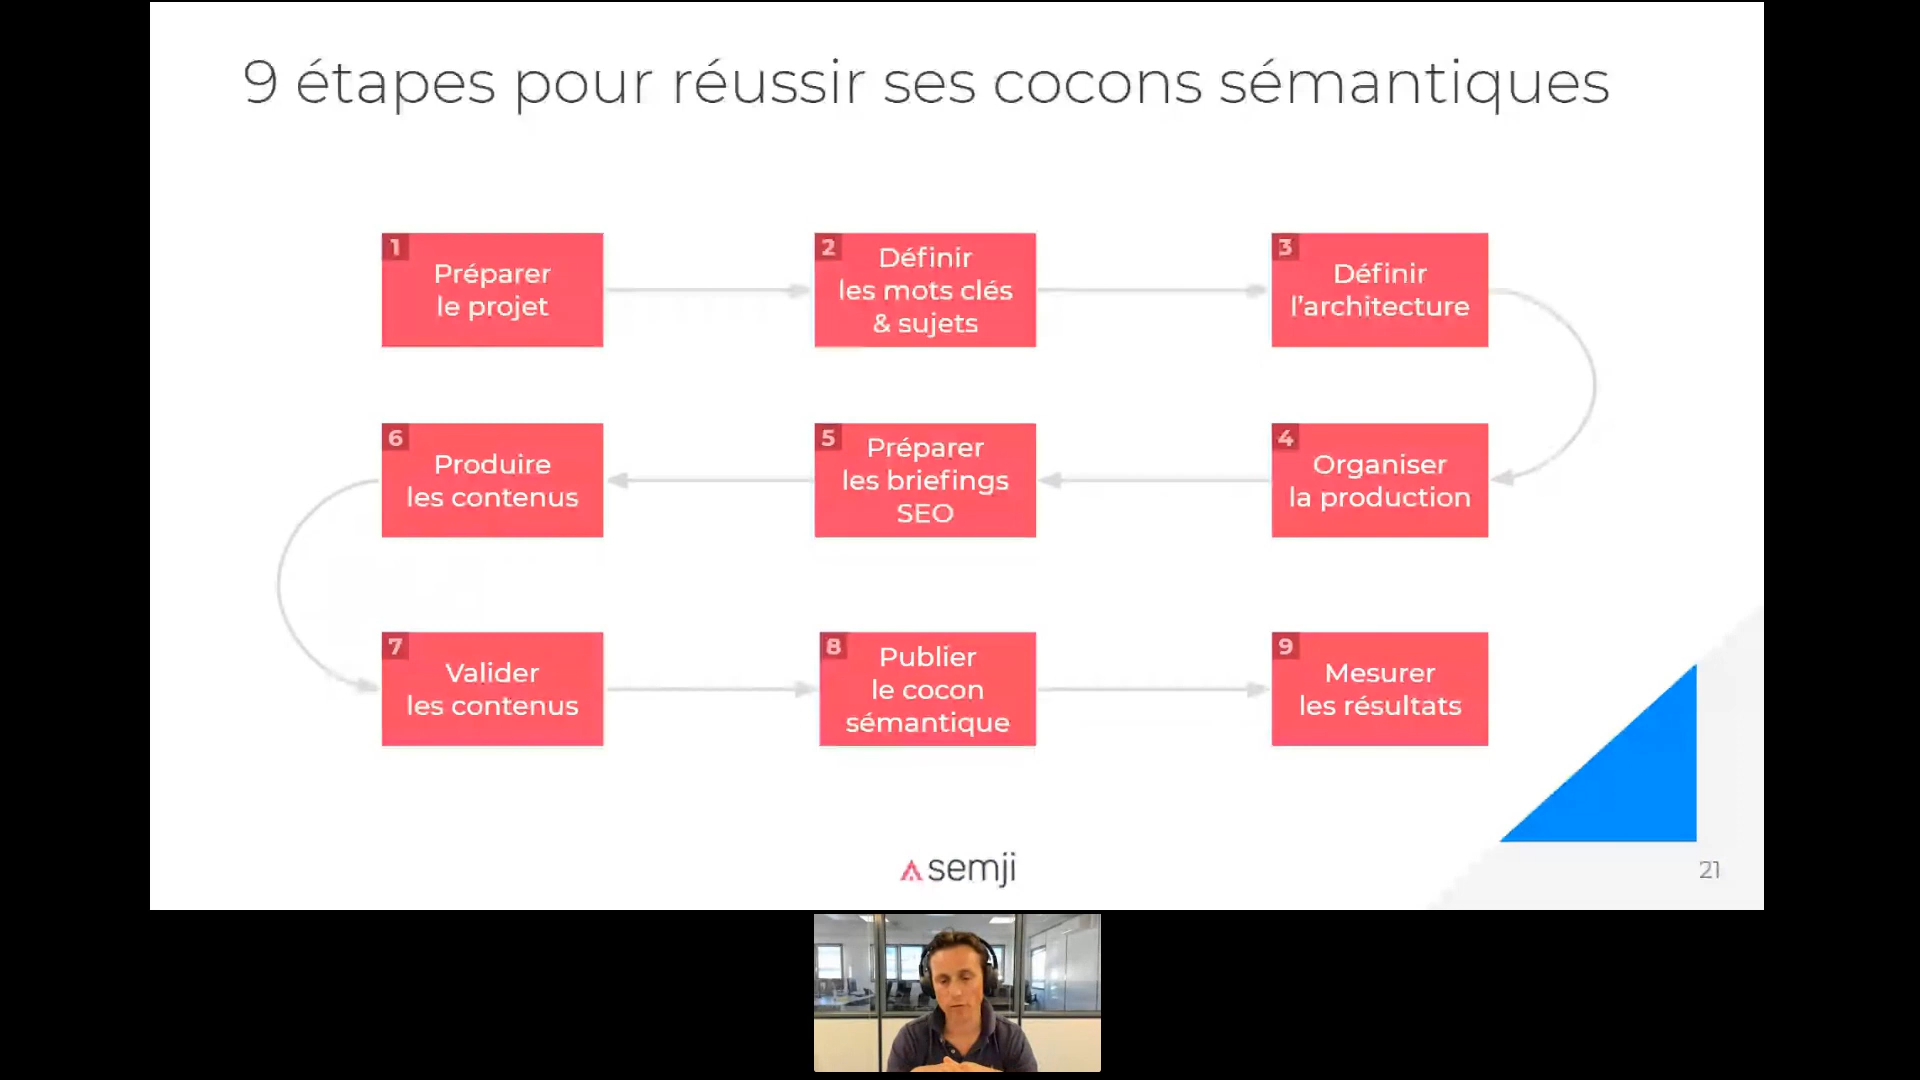 9 étapes pour réussir ses cocons sémantiques
1
Préparer
le projet
2
Définir
les mots clés
& sujets
3
Définir
l'architecture
4
Organiser
la production
5
Préparer
les briefings
SEO
6
Produire
les contenus
7
Valider
les contenus
8
Publier
le cocon
sémantique
9
Mesurer
les résultats
semji
21